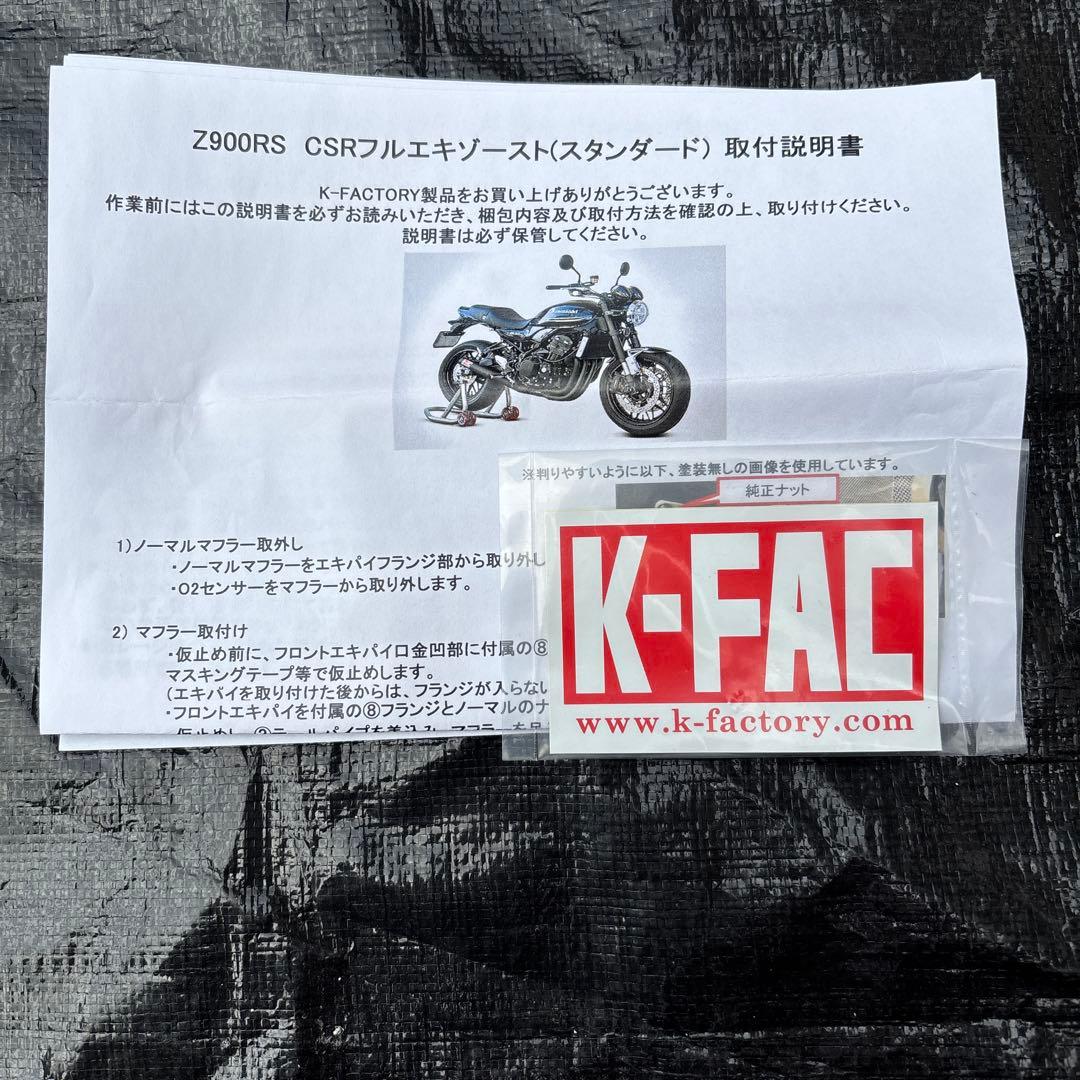 Z900RS CSRフルエキゾースト(スタンダード) 取付説明書
K-FACTORY製品をお買い上げありがとうございます。
作業前にはこの説明書を必ずお読みいただき、梱包内容及び取付方法を確認の上、取り付けください。
説明書は必ず保管してください。
※判りやすいように以下、塗装無しの画像を使用しています。
純正ナット
1)ノーマルマフラー取外し
・ノーマルマフラーをエキパイフランジ部から取り外し
・O2センサーをマフラーから取り外します。
2) マフラー取付け
・仮止め前に、フロントエキパイ口金凹部に付属の⑧
マスキングテープ等で仮止めします。
(エキパイを取り付けた後からは、フランジが入らない
・フロントエキパイを付属の⑧フランジとノーマルのナ
K-FAC
www.k-factory.com